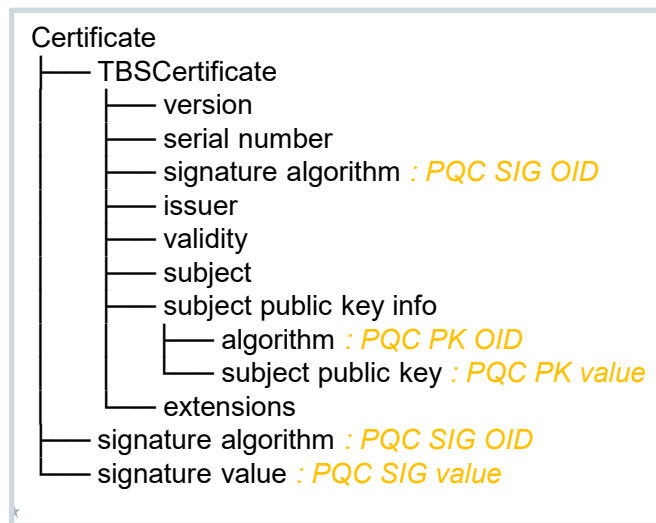 Certificate
TBSCertificate
version
serial number
signature algorithm : PQC SIG OID
issuer
validity
subject
subject public key info
algorithm : PQC PK OID
subject public key : PQC PK value
extensions
signature algorithm : PQC SIG OID
signature value : PQC SIG value